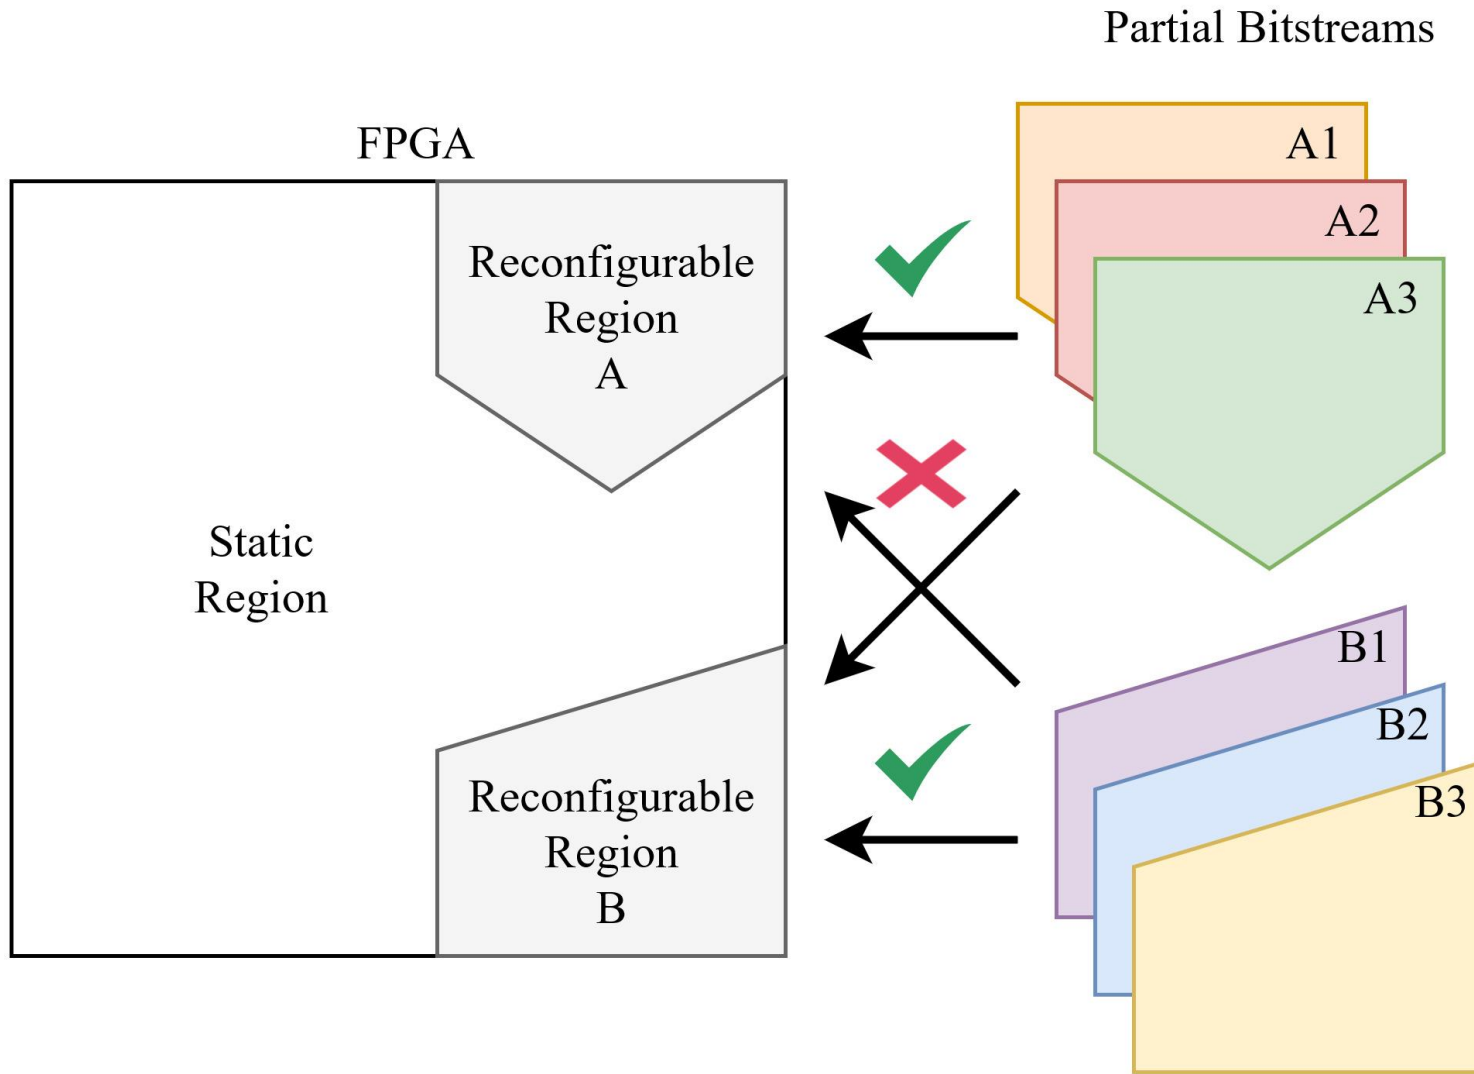 Partial Bitstreams
FPGA
Reconfigurable
Region
A
Static
Region
Reconfigurable
Region
B
A1
A2
A3
B1
B2
B3